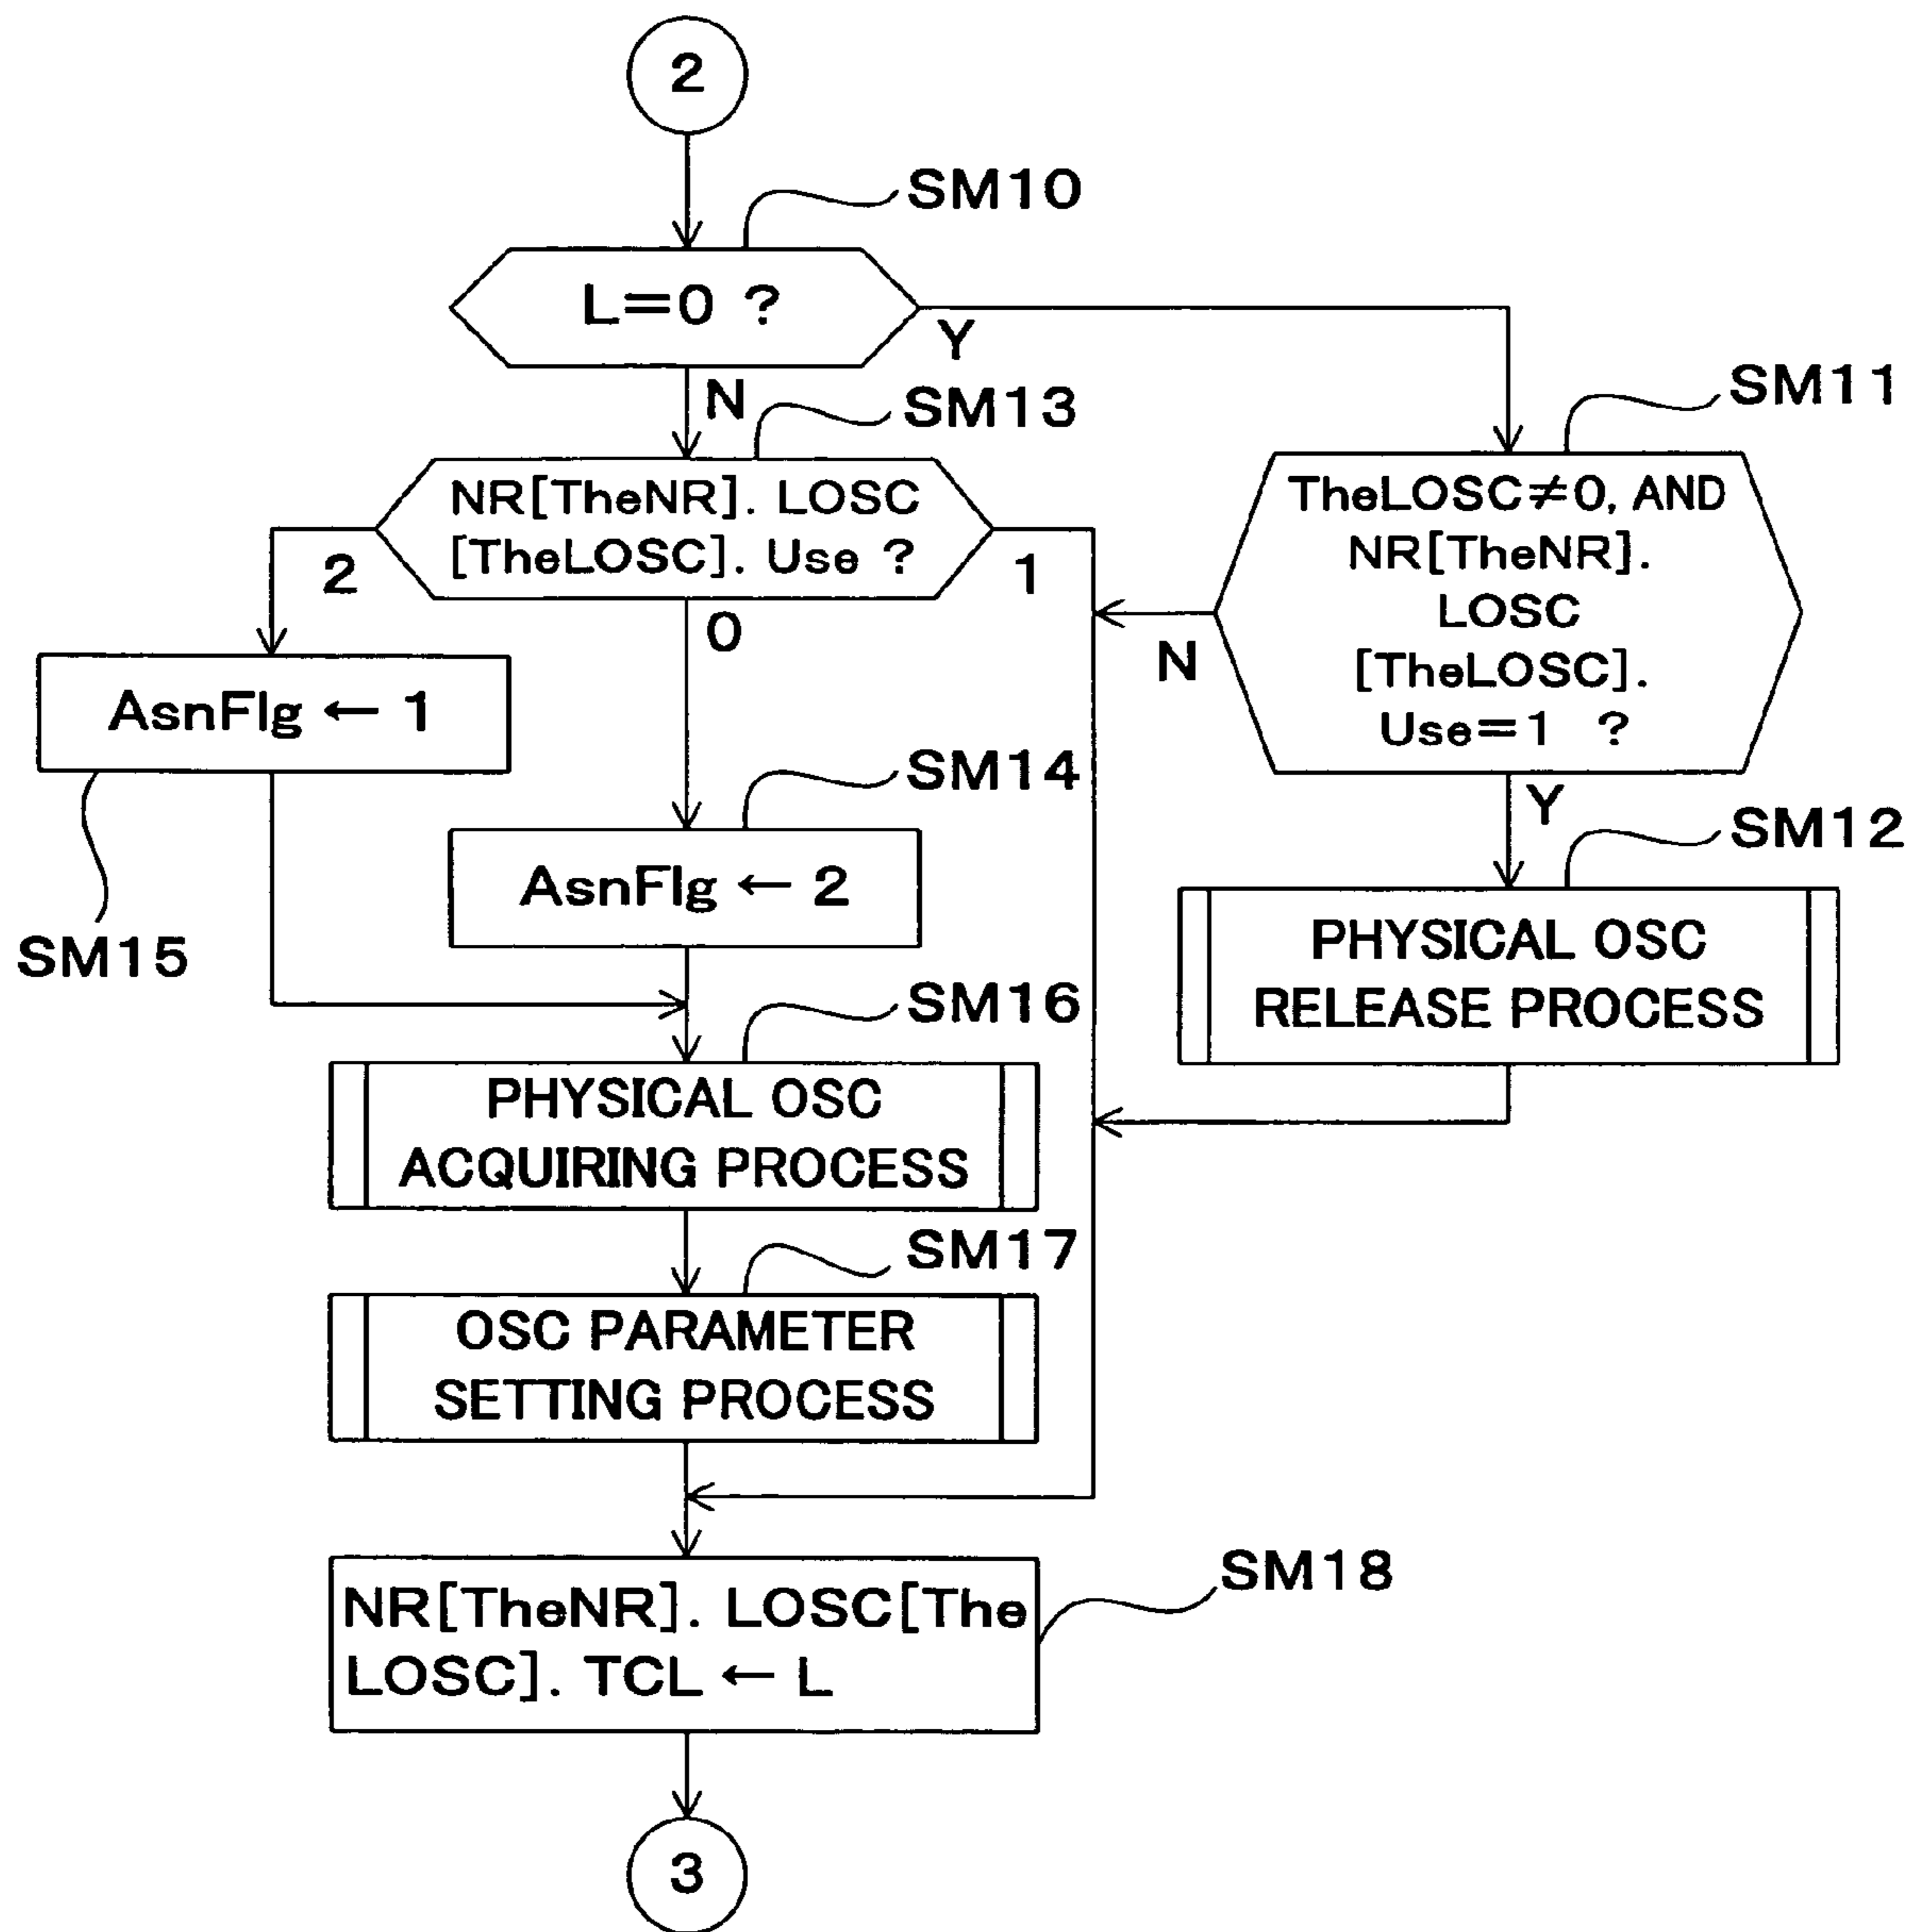 2
SM10
L=0 ?
Y
N
SM13
SM11
NR[TheNR]. LOSC
[TheLOSC]. Use ?
2
1
0
TheLOSC≠0, AND
NR[TheNR].
LOSC
[TheLOSC].
Use=1 ?
N
Y
AsnFlg ← 1
SM15
SM14
AsnFlg ← 2
SM12
PHYSICAL OSC
RELEASE PROCESS
SM16
PHYSICAL OSC
ACQUIRING PROCESS
SM17
OSC PARAMETER
SETTING PROCESS
SM18
NR[TheNR]. LOSC[The
LOSC]. TCL ← L
3